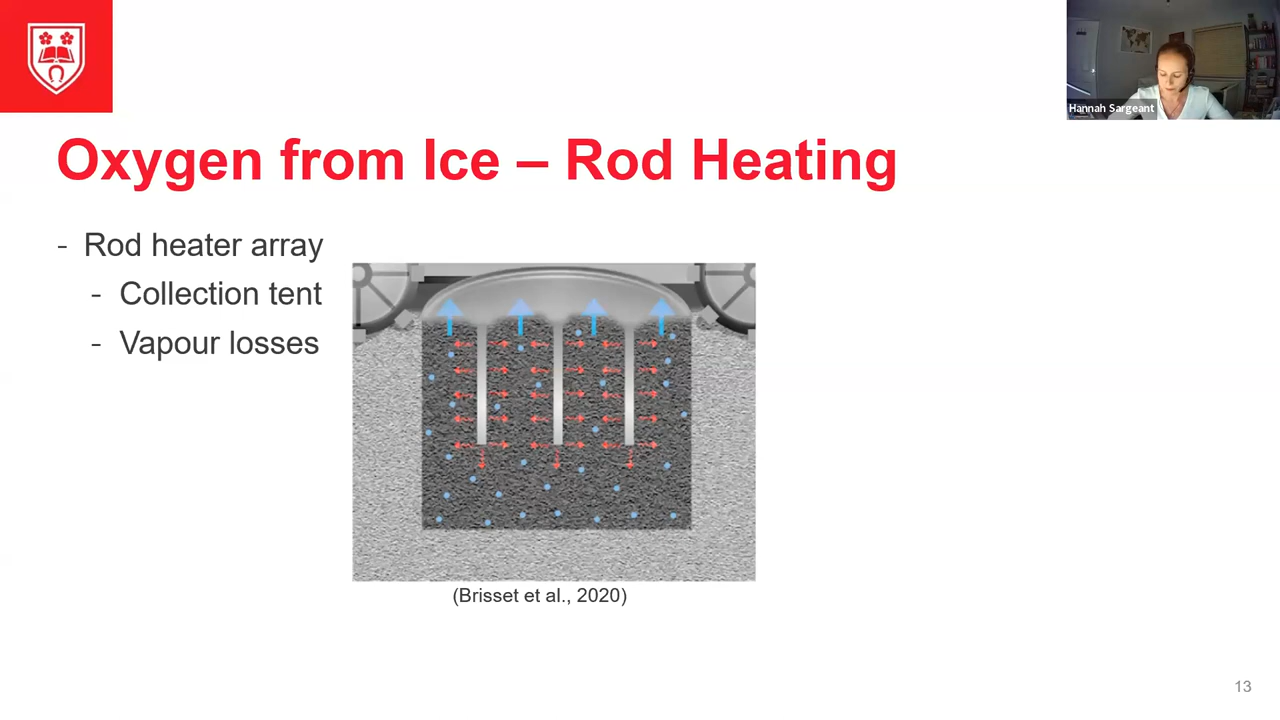 Hannah Sargeant
Oxygen from Ice – Rod Heating
- Rod heater array
- Collection tent
- Vapour losses
(Brisset et al., 2020)
13